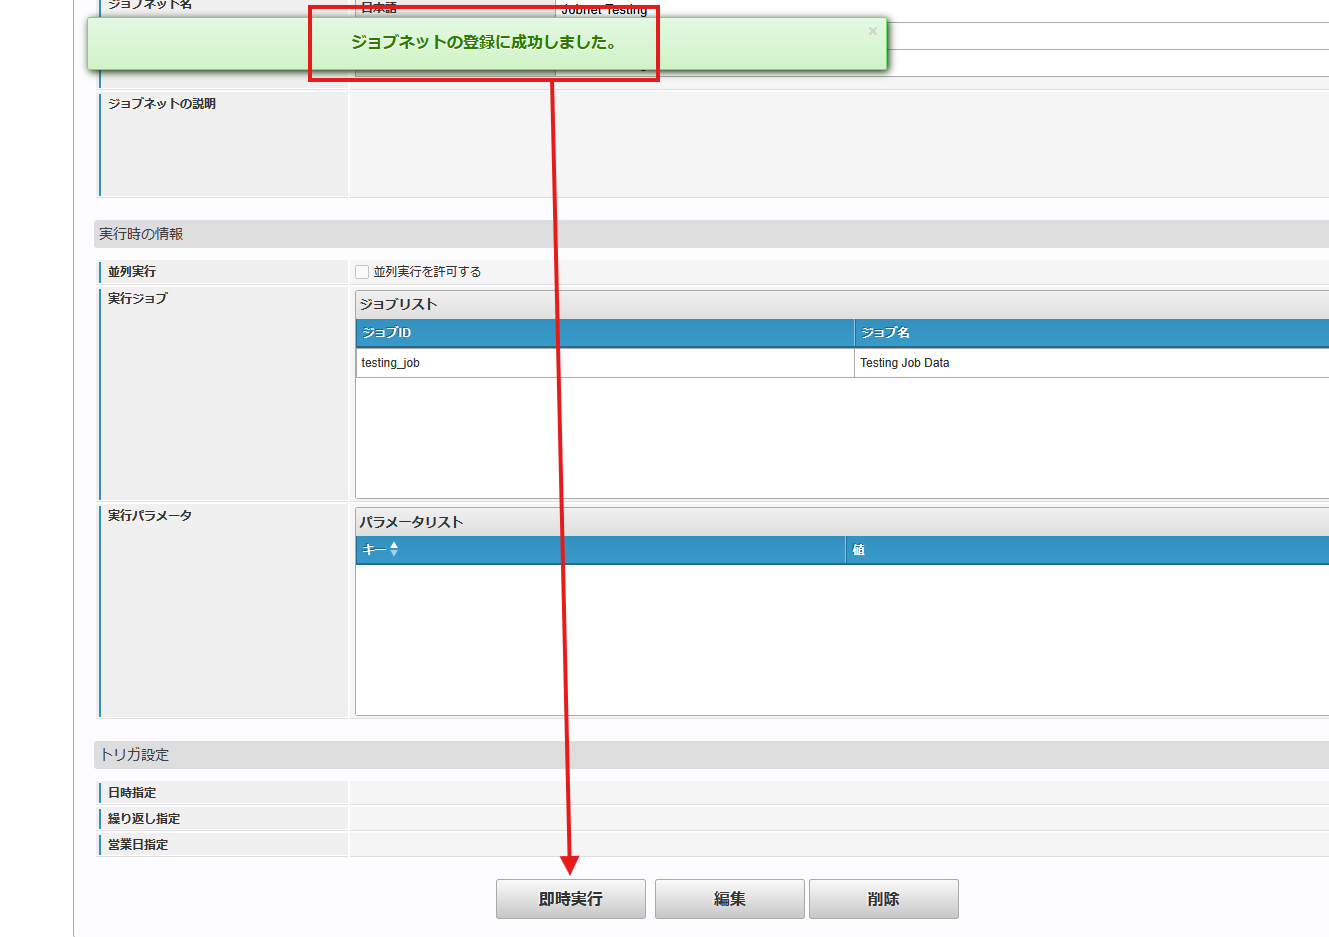 ジョブネット名
日本語
Jobnet Testing
ジョブネットの登録に成功しました。
×
ジョブネットの説明
実行時の情報
並列実行
並列実行を許可する
実行ジョブ
ジョブリスト
ジョブID
ジョブ名
testing_job
Testing Job Data
実行パラメータ
パラメータリスト
キー
値
トリガ設定
日時指定
繰り返し指定
営業日指定
即時実行
編集
削除